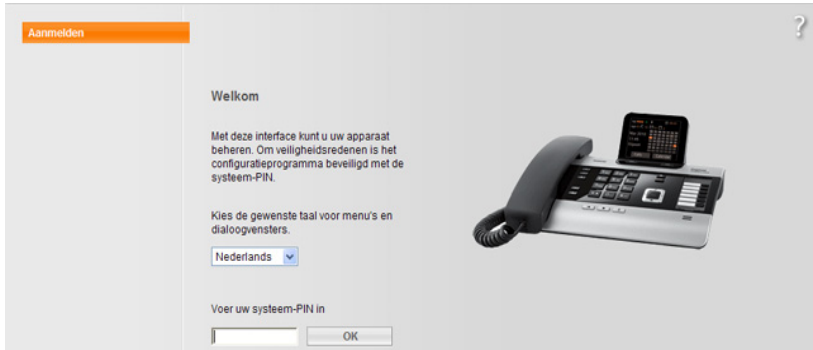 Aanmelden
?
Welkom
Met deze interface kunt u uw apparaat
beheren. Om veiligheidsredenen is het
configuratieprogramma beveiligd met de
systeem-PIN.
Kies de gewenste taal voor menu's en
dialoogvensters.
Nederlands
Voer uw systeem-PIN in
OK